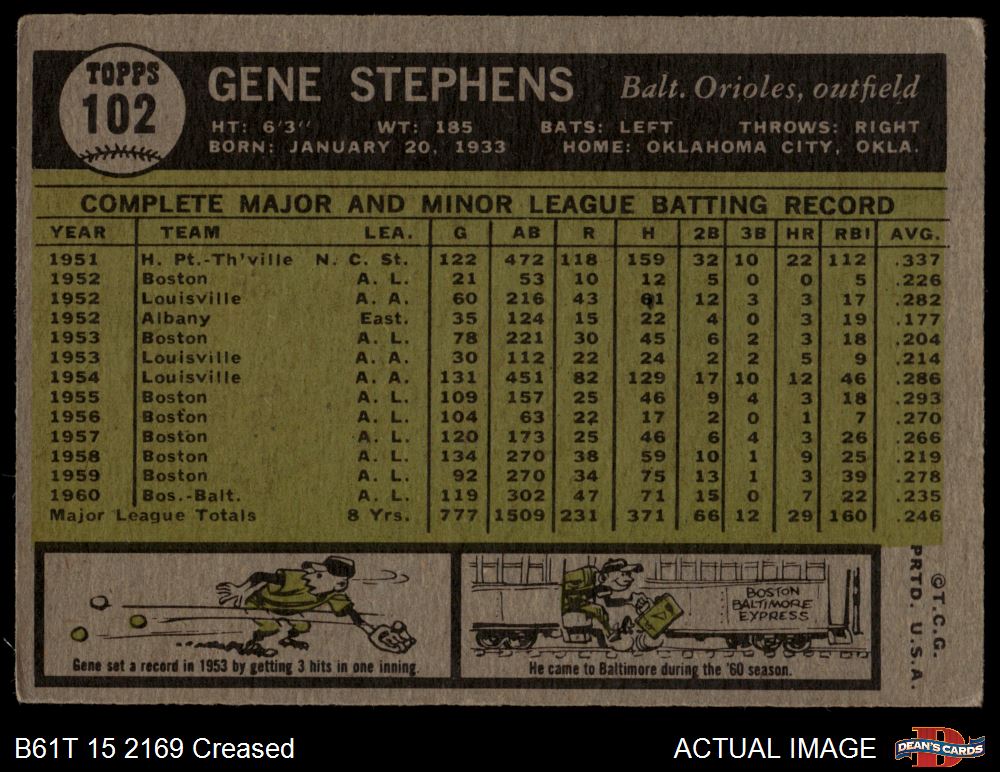 TOPPS
102
GENE STEPHENS Balt. Orioles, outfield
HT: 6'3" WT: 185 BATS: LEFT THROWS: RIGHT
BORN: JANUARY 20, 1933 HOME: OKLAHOMA CITY, OKLA.
COMPLETE MAJOR AND MINOR LEAGUE BATTING RECORD
YEAR TEAM LEA. G AB R H 2B 3B HR RBI AVG.
1951 H. Pt.-Th'ville N. C. St. 122 472 118 159 32 10 22 112 .337
1952 Boston A. L. 21 53 10 12 5 0 0 5 .226
1952 Louisville A. A. 60 216 43 61 12 3 3 17 .282
1952 Albany East. 35 124 15 22 4 0 3 19 .177
1953 Boston A. L. 78 221 30 45 6 2 3 18 .204
1953 Louisville A. A. 30 112 22 24 2 2 5 9 .214
1954 Louisville A. A. 131 451 82 129 17 10 12 46 .286
1955 Boston A. L. 109 157 25 46 9 4 3 18 .293
1956 Boston A. L. 104 63 22 17 2 0 1 7 .270
1957 Boston A. L. 120 173 25 46 6 4 3 26 .266
1958 Boston A. L. 134 270 38 59 10 1 9 25 .219
1959 Boston A. L. 92 270 34 75 13 1 3 39 .278
1960 Bos.-Balt. A. L. 119 302 47 71 15 0 7 22 .235
Major League Totals 8 Yrs. 777 1509 231 371 66 12 29 160 .246
Gene set a record in 1953 by getting 3 hits in one inning.
BOSTON
BALTIMORE
EXPRESS
He came to Baltimore during the '60 season.
©T.C.G.
PRTD. U.S.A.
B61T 15 2169 Creased
ACTUAL IMAGE
DEAN'S CARDS